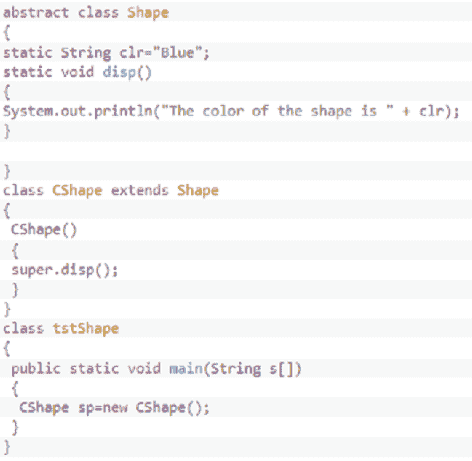 abstract class Shape
{
static String clr="Blue";
static void disp()
{
System.out.println("The color of the shape is " + clr);
}
}
class CShape extends Shape
{
CShape()
{
super.disp();
}
}
class tstShape
{
public static void main(String s[])
{
CShape sp=new CShape();
}
}